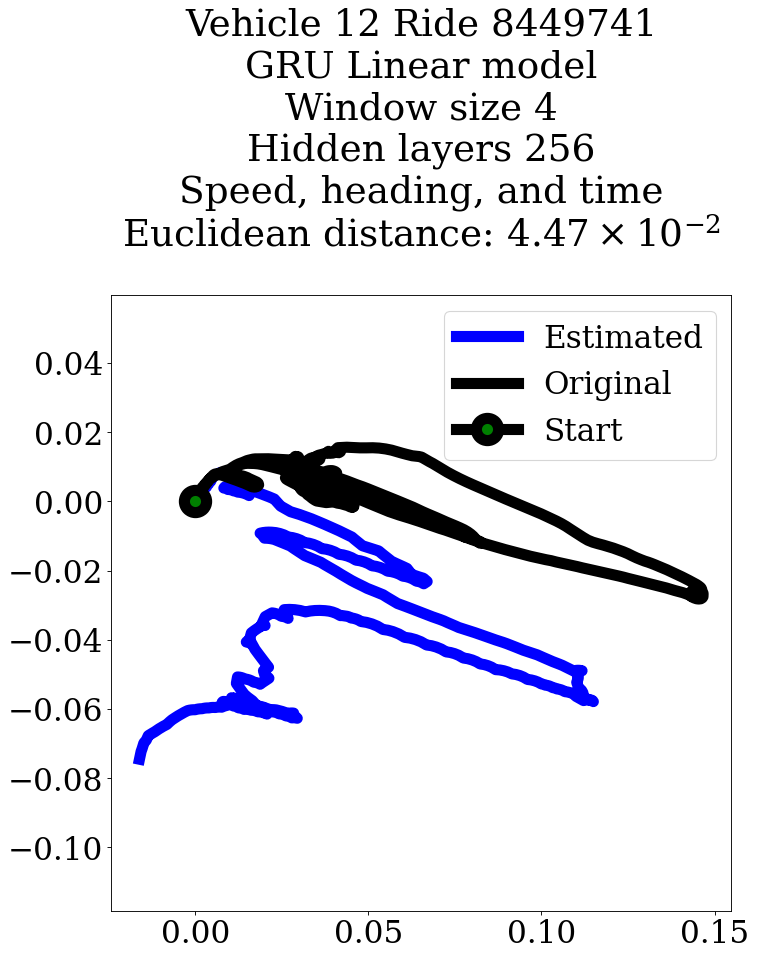 Vehicle 12 Ride 8449741
GRU Linear model
Window size 4
Hidden layers 256
Speed, heading, and time
Euclidean distance: 4.47 × 10⁻²
Estimated
Original
Start
0.04
0.02
0.00
−0.02
−0.04
−0.06
−0.08
−0.10
0.00 0.05 0.10 0.15